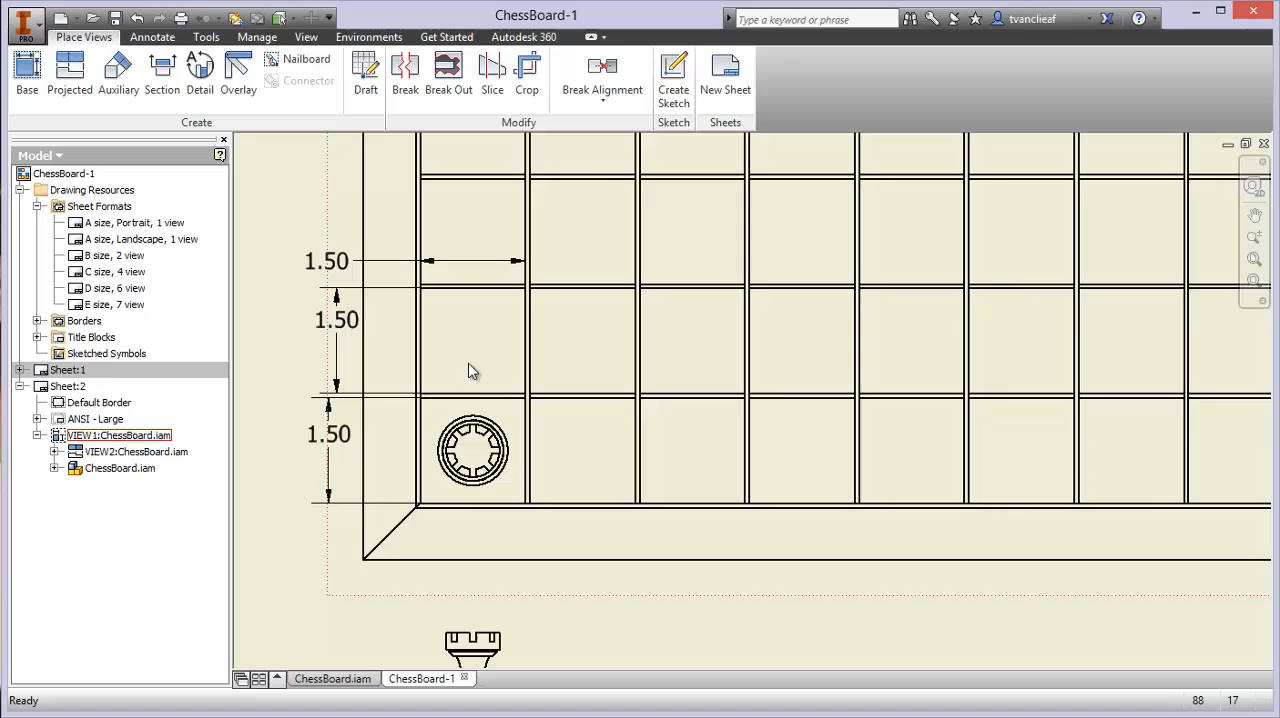 ChessBoard-1
Type a keyword or phrase
tvanclieaf
PRO
Place Views
Annotate
Tools
Manage
View
Environments
Get Started
Autodesk 360
Base
Projected
Auxiliary
Section
Detail
Overlay
Nailboard
Connector
Draft
Break
Break Out
Slice
Crop
Break Alignment
Create
Sketch
New Sheet
Create
Modify
Sketch
Sheets
Model
ChessBoard-1
Drawing Resources
Sheet Formats
A size, Portrait, 1 view
A size, Landscape, 1 view
B size, 2 view
C size, 4 view
D size, 6 view
E size, 7 view
Borders
Title Blocks
Sketched Symbols
Sheet:1
Sheet:2
Default Border
ANSI - Large
VIEW1:ChessBoard.iam
VIEW2:ChessBoard.iam
ChessBoard.iam
1.50
1.50
1.50
2D
ChessBoard.iam
ChessBoard-1
Ready
88
17